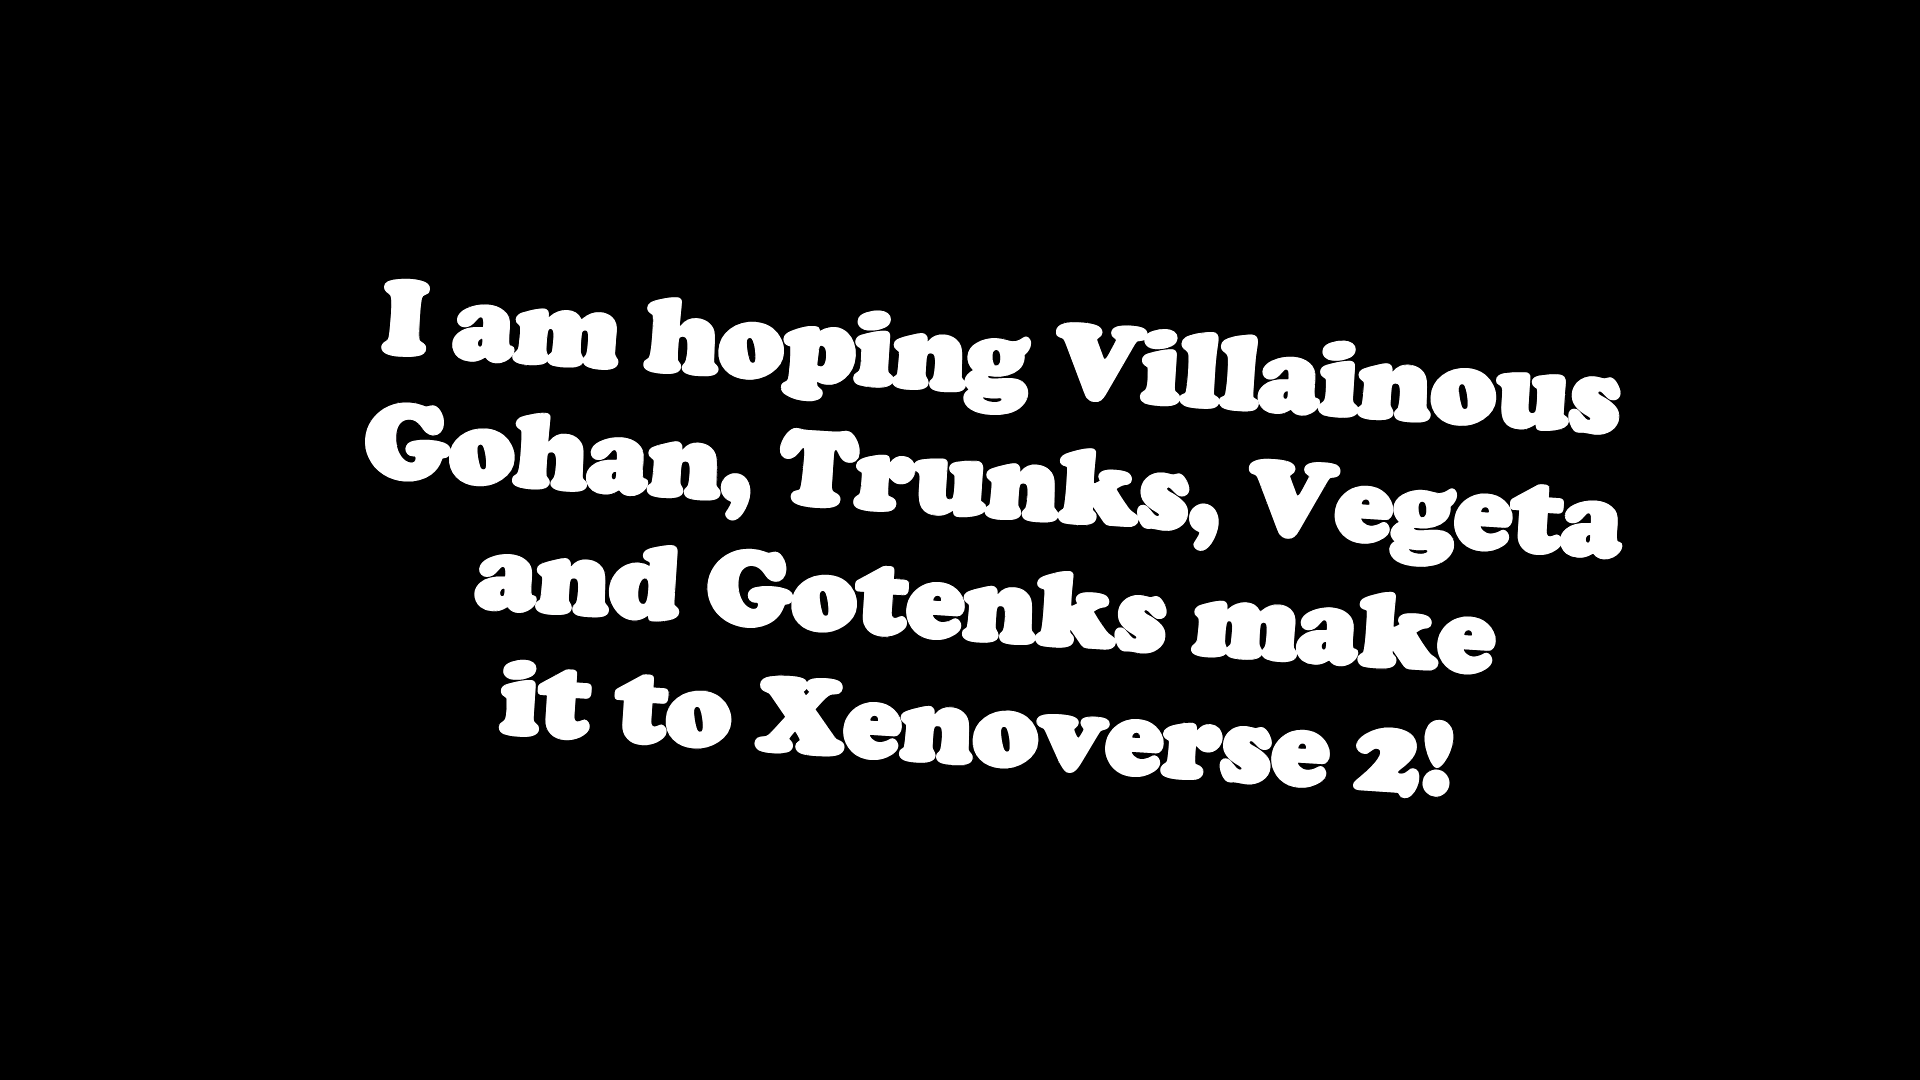 I am hoping Villainous
Gohan, Trunks, Vegeta
and Gotenks make
it to Xenoverse 2!